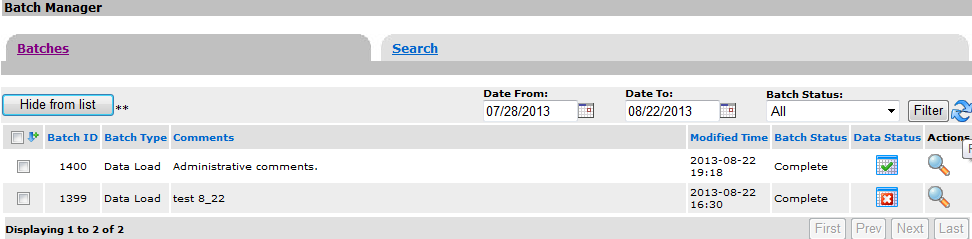 Batch Manager
Batches Search
Date From: Date To: Batch Status:
Hide from list ** 07/28/2013 08/22/2013 All Filter
Batch ID Batch Type Comments Modified Time Batch Status Data Status Actions
1400 Data Load Administrative comments. 2013-08-22 19:18 Complete
1399 Data Load test 8_22 2013-08-22 16:30 Complete
Displaying 1 to 2 of 2 First Prev Next Last